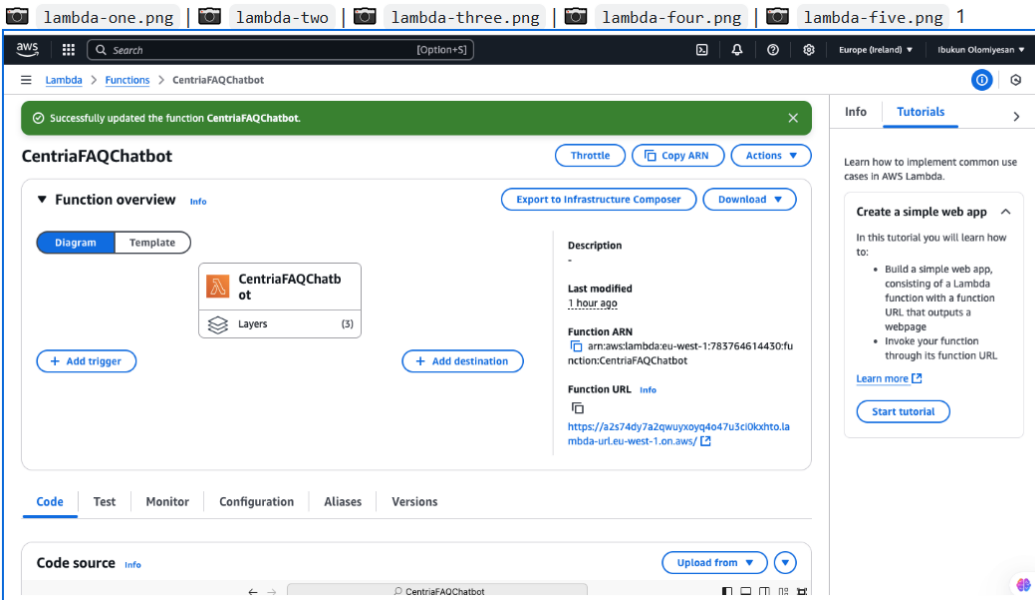 lambda-one.png | lambda-two | lambda-three.png | lambda-four.png | lambda-five.png 1
aws Search [Option+S] Europe (Ireland) Ibukun Olomiyesan
Lambda > Functions > CentriaFAQChatbot
Successfully updated the function CentriaFAQChatbot.
CentriaFAQChatbot
Throttle Copy ARN Actions
Function overview Info
Export to Infrastructure Composer Download
Diagram Template
CentriaFAQChatb
ot
Layers (3)
+ Add trigger + Add destination
Description
-
Last modified
1 hour ago
Function ARN
arn:aws:lambda:eu-west-1:783764614430:fu
nction:CentriaFAQChatbot
Function URL Info
https://a2s74dy7a2qwuyxoyq4o47u3ci0kxhto.la
mbda-url.eu-west-1.on.aws/
Code Test Monitor Configuration Aliases Versions
Code source Info
Upload from
CentriaFAQChatbot
Info Tutorials
Learn how to implement common use
cases in AWS Lambda.
Create a simple web app
In this tutorial you will learn how
to:
• Build a simple web app,
consisting of a Lambda
function with a function
URL that outputs a
webpage
• Invoke your function
through its function URL
Learn more
Start tutorial